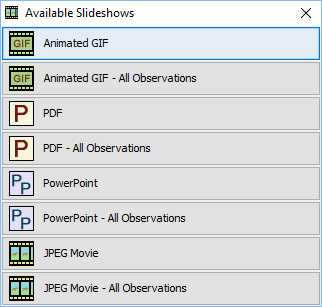 Available Slideshows
GIF Animated GIF
GIF Animated GIF - All Observations
P PDF
P PDF - All Observations
PP PowerPoint
PP PowerPoint - All Observations
JPEG Movie
JPEG Movie - All Observations